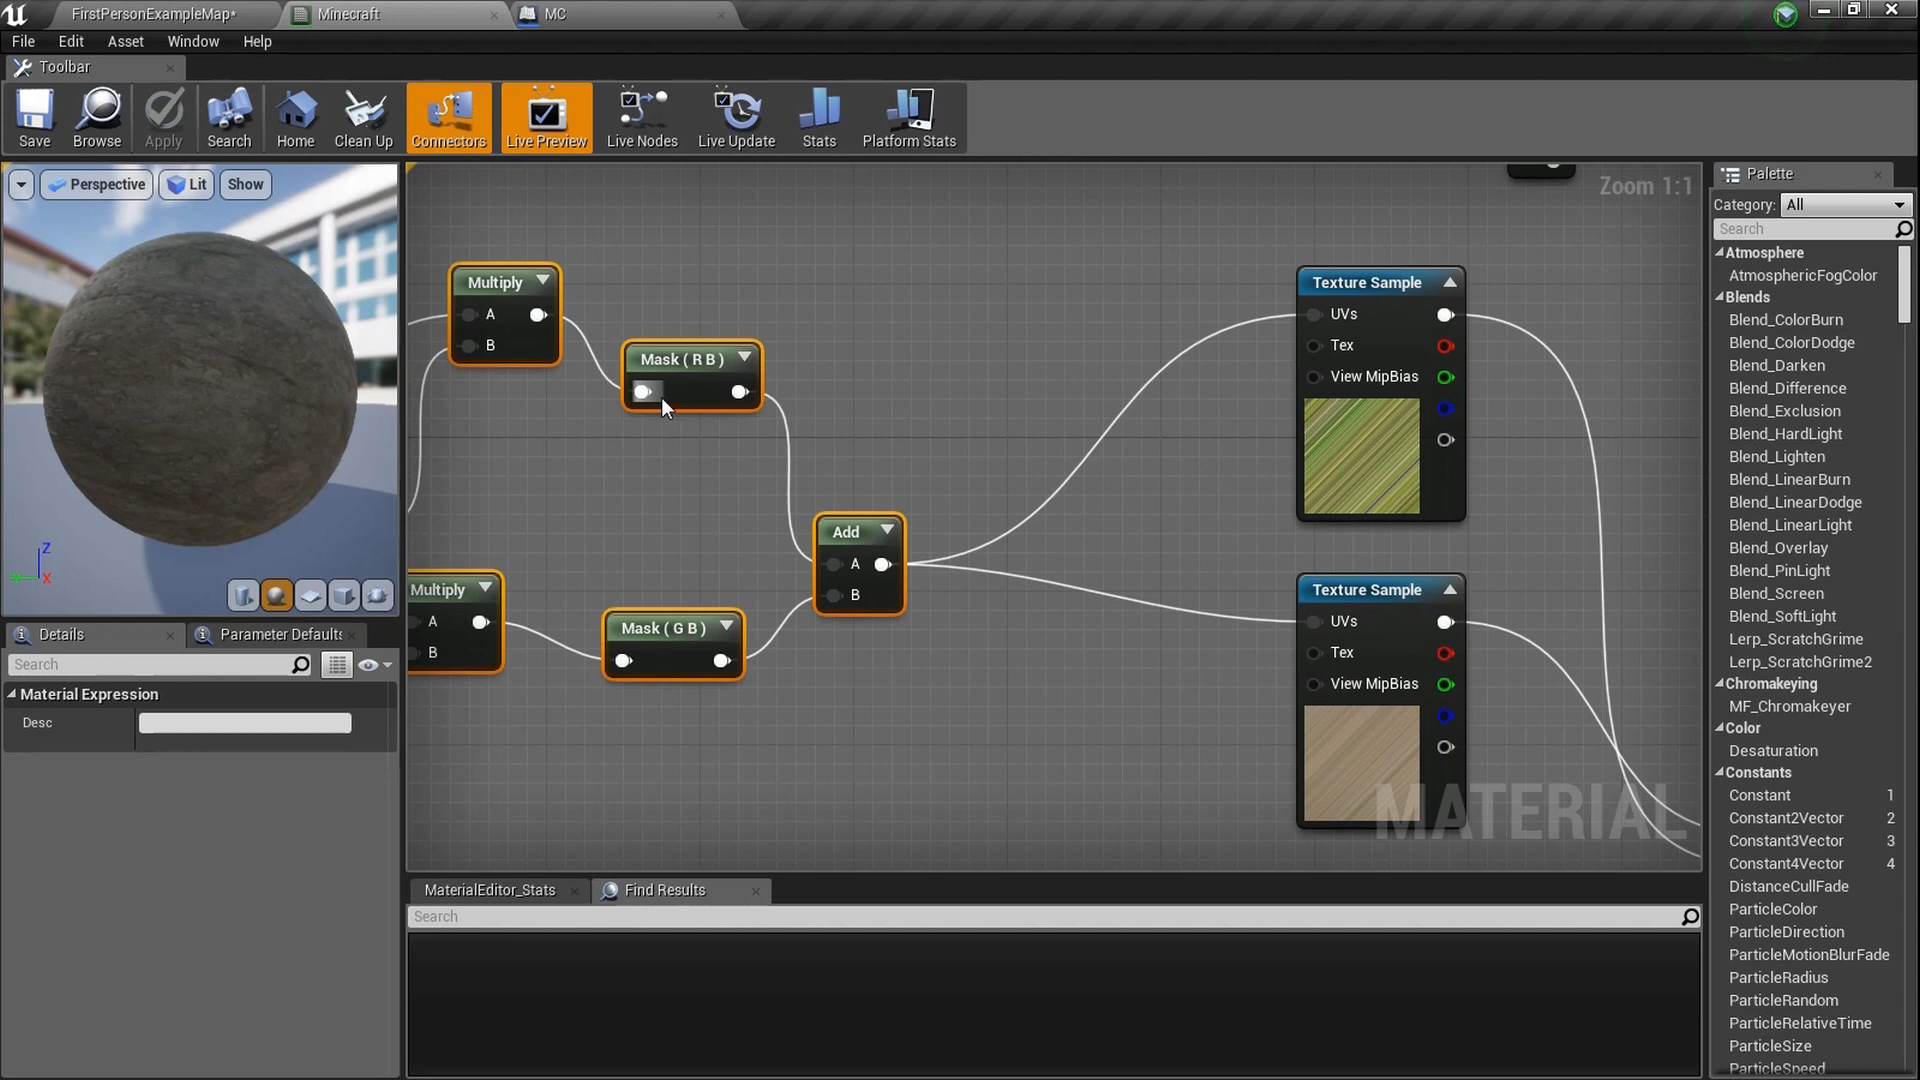 FirstPersonExampleMap*
Minecraft
MC
File Edit Asset Window Help
Toolbar
Save Browse Apply Search Home Clean Up Connectors Live Preview Live Nodes Live Update Stats Platform Stats
Perspective Lit Show
Z
X
Details
Parameter Defaults
Search
Material Expression
Desc
Zoom 1:1
Multiply
A
B
Mask ( R B )
Add
A
B
Multiply
A
B
Mask ( G B )
Texture Sample
UVs
Tex
View MipBias
Texture Sample
UVs
Tex
View MipBias
MATERIAL
MaterialEditor_Stats
Find Results
Search
Palette
Category: All
Search
Atmosphere
AtmosphericFogColor
Blends
Blend_ColorBurn
Blend_ColorDodge
Blend_Darken
Blend_Difference
Blend_Exclusion
Blend_HardLight
Blend_Lighten
Blend_LinearBurn
Blend_LinearDodge
Blend_LinearLight
Blend_Overlay
Blend_PinLight
Blend_Screen
Blend_SoftLight
Lerp_ScratchGrime
Lerp_ScratchGrime2
Chromakeying
MF_Chromakeyer
Color
Desaturation
Constants
Constant 1
Constant2Vector 2
Constant3Vector 3
Constant4Vector 4
DistanceCullFade
ParticleColor
ParticleDirection
ParticleMotionBlurFade
ParticleRadius
ParticleRandom
ParticleRelativeTime
ParticleSize
ParticleSpeed